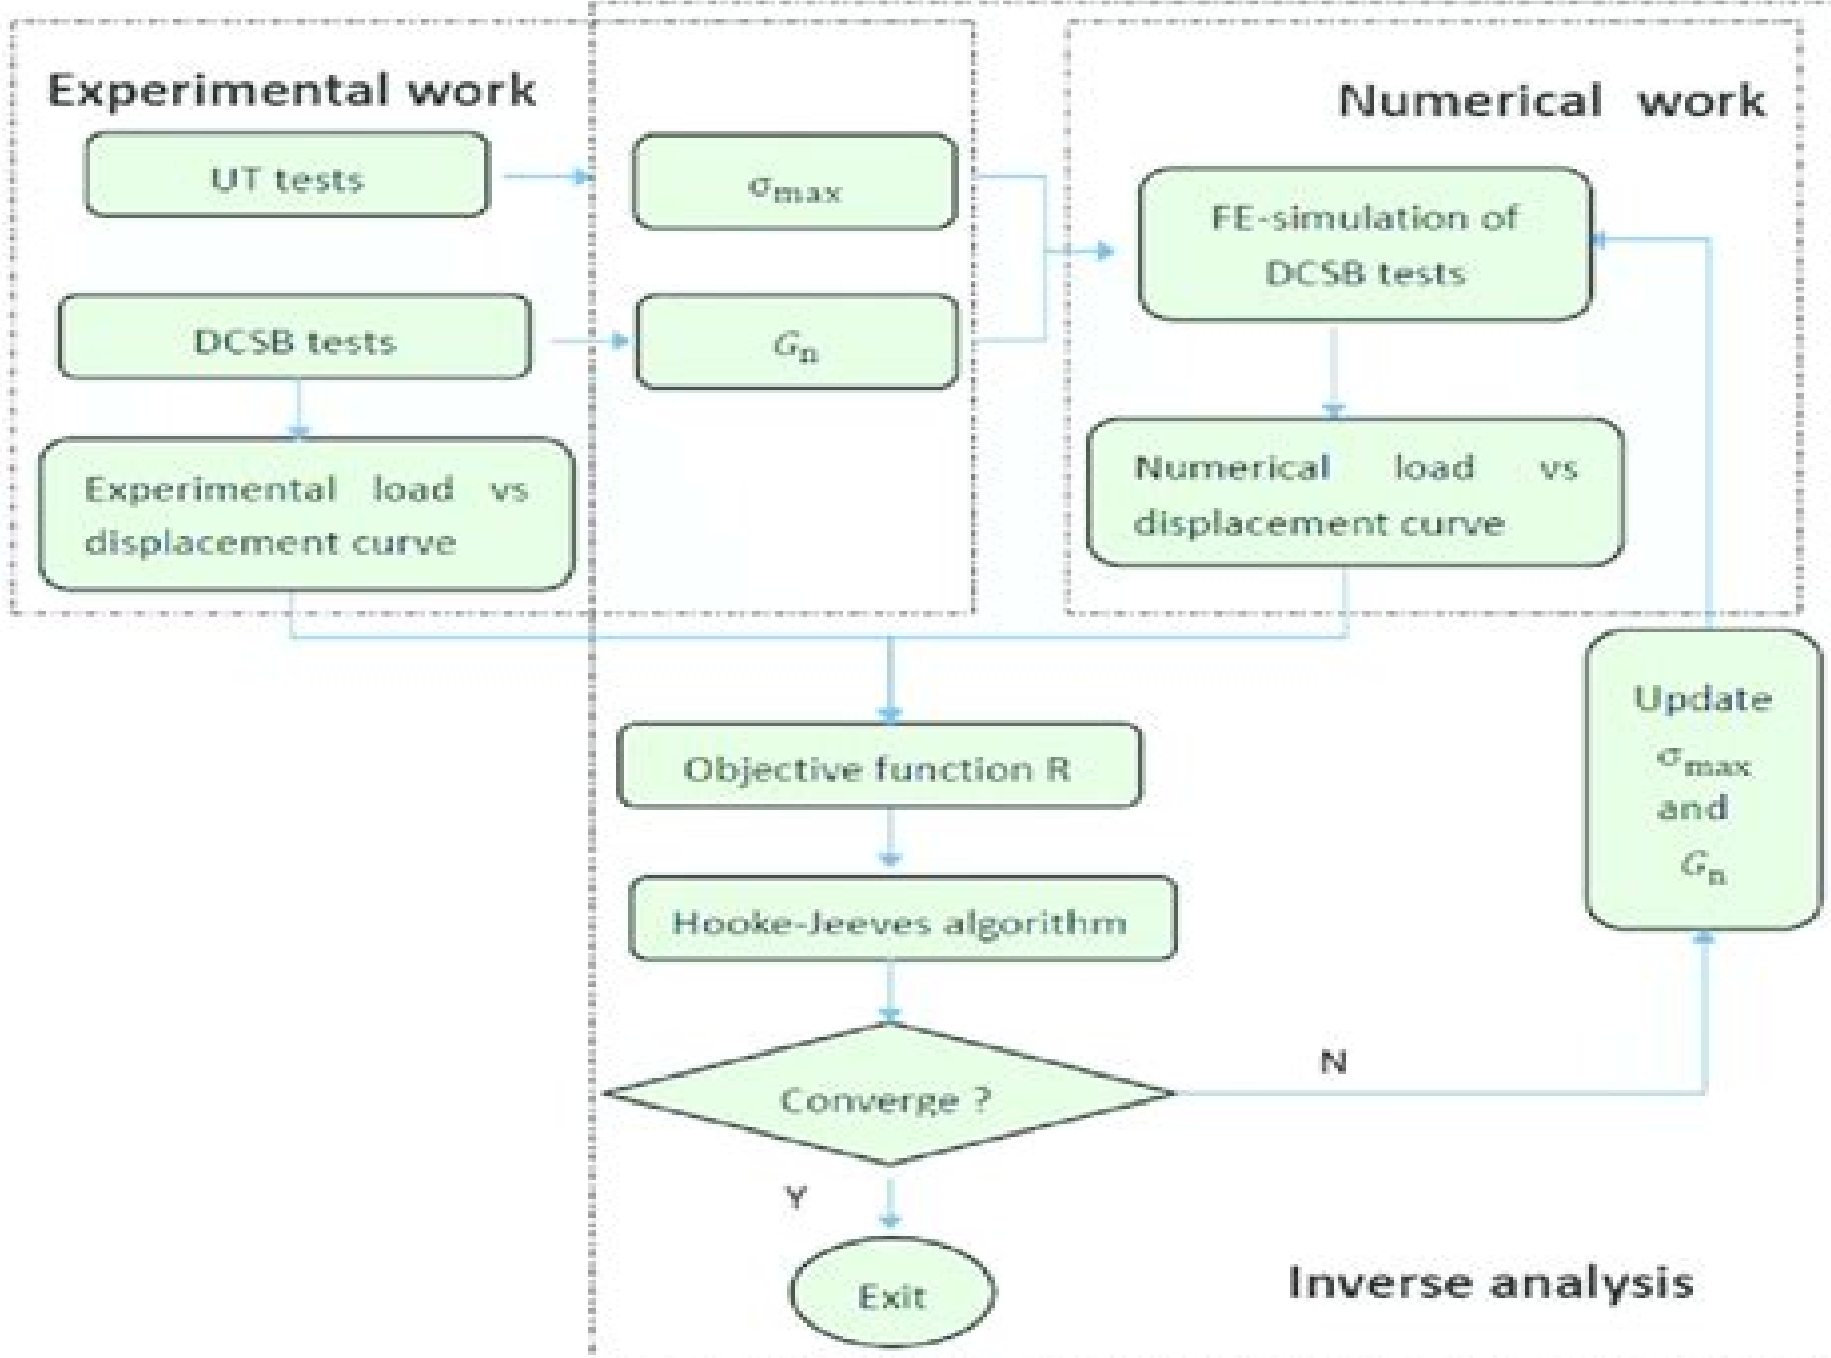 Experimental work
UT tests
σmax
DCSB tests
Gn
Experimental load vs
displacement curve
Numerical work
FE-simulation of
DCSB tests
Numerical load vs
displacement curve
Objective function R
Hooke-Jeeves algorithm
Converge ?
N
Update
σmax
and
Gn
Y
Exit
Inverse analysis